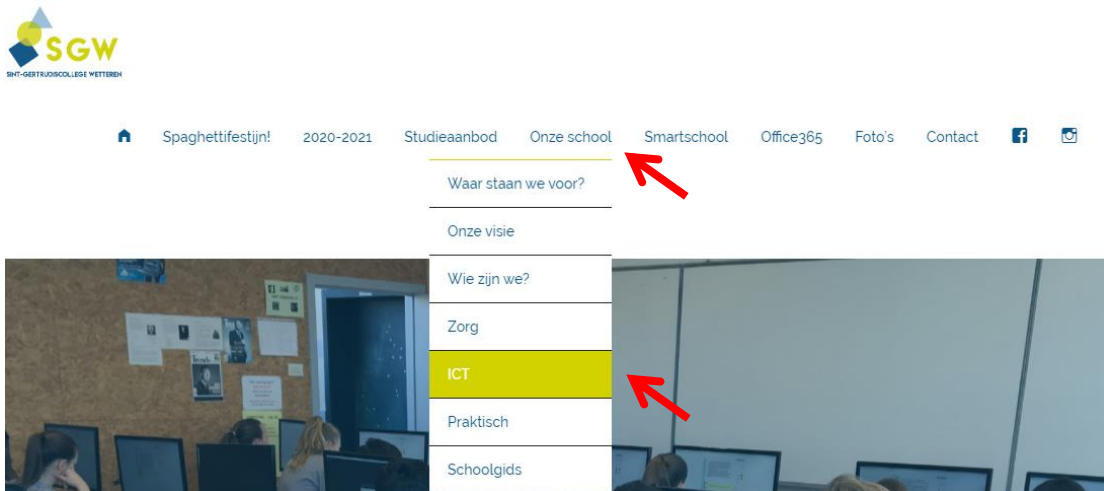 SGW
SINT-GERTRUDISCOLLEGE WETTEREN
Spaghettifestijn! 2020-2021 Studieaanbod Onze school Smartschool Office365 Foto's Contact
Waar staan we voor?
Onze visie
Wie zijn we?
Zorg
ICT
Praktisch
Schoolgids